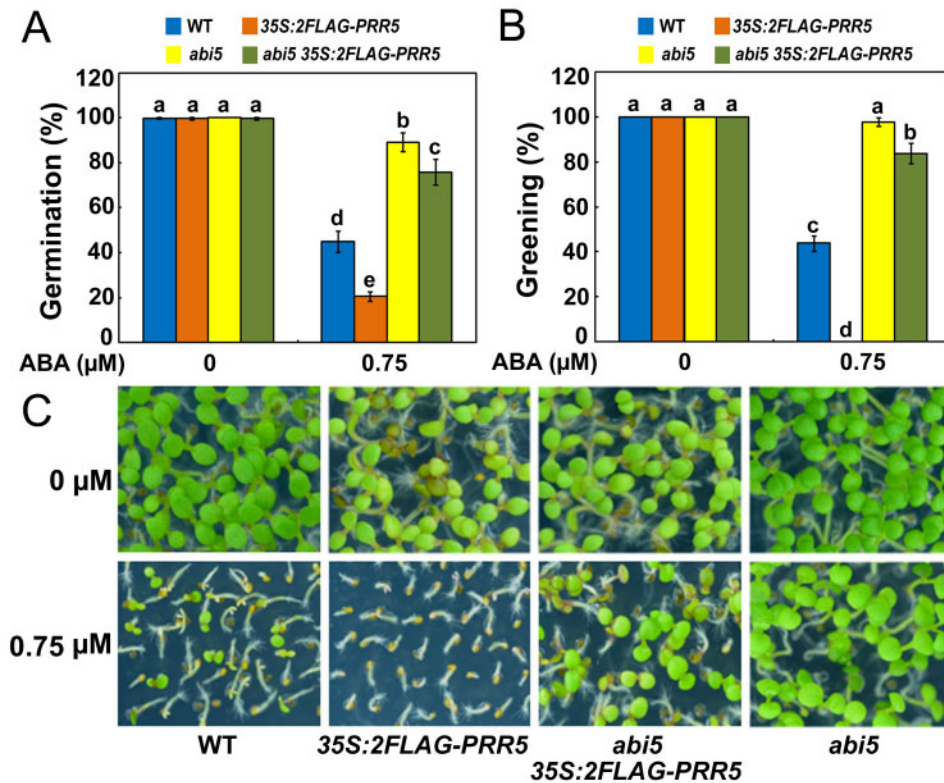 A
WT 35S:2FLAG-PRR5
abi5 abi5 35S:2FLAG-PRR5
Germination (%)
120
100
80
60
40
20
0
a a a a
d e b c
ABA (µM) 0 0.75
B
WT 35S:2FLAG-PRR5
abi5 abi5 35S:2FLAG-PRR5
Greening (%)
120
100
80
60
40
20
0
a a a a
c d a b
ABA (µM) 0 0.75
C
0 µM
0.75 µM
WT 35S:2FLAG-PRR5 abi5 abi5
35S:2FLAG-PRR5